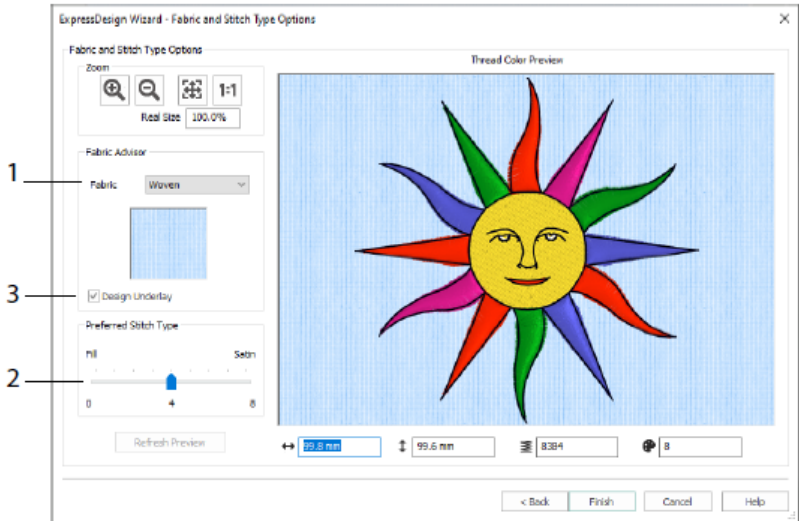 ExpressDesign Wizard - Fabric and Stitch Type Options
Fabric and Stitch Type Options
Zoom
1:1
Real Size 100.0%
Thread Color Preview
Fabric Advisor
1
Fabric Woven
3
Design Underlay
Preferred Stitch Type
Fill Satin
2
0 4 8
Refresh Preview
99.8 mm 99.6 mm 8384 8
< Back Finish Cancel Help